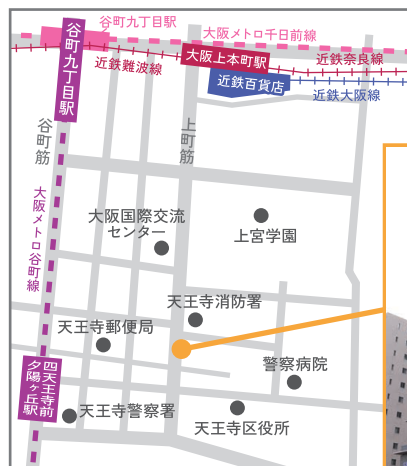 谷町九丁目駅
大阪メトロ千日前線
谷町九丁目駅
大阪上本町駅
近鉄奈良線
近鉄難波線
近鉄百貨店
近鉄大阪線
谷町筋
上町筋
大阪メトロ谷町線
大阪国際交流
センター
上宮学園
天王寺消防署
天王寺郵便局
警察病院
四天王寺前
夕陽ヶ丘駅
天王寺警察署
天王寺区役所